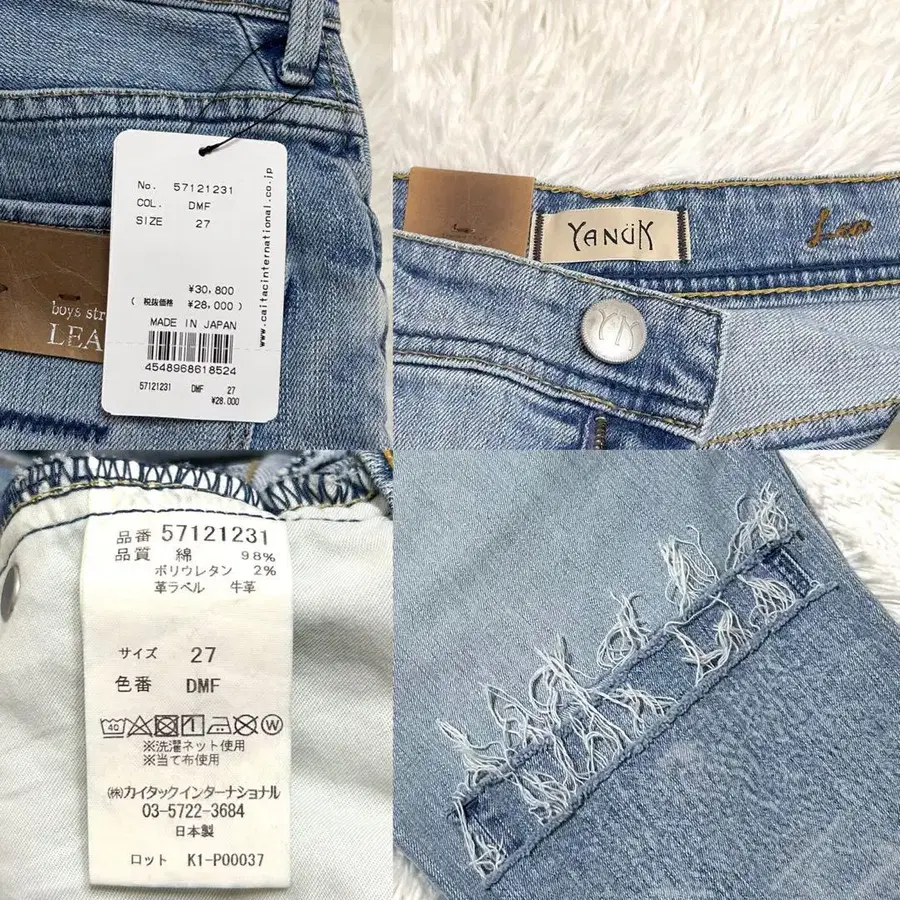 No. 57121231
COL. DMF
SIZE 27
¥30,800
( 税抜価格 ¥28,000 )
MADE IN JAPAN
4548968618524
57121231 DMF 27
¥28,000
www.caitacinternational.co.jp
boys str
LEA
YANÜK
Lea
YM
品番 57121231
品質 綿 98%
ポリウレタン 2%
革ラベル 牛革
サイズ 27
色番 DMF
40
1
W
※洗濯ネット使用
※当て布使用
㈱カイタックインターナショナル
03-5722-3684
日本製
ロット K1-P00037